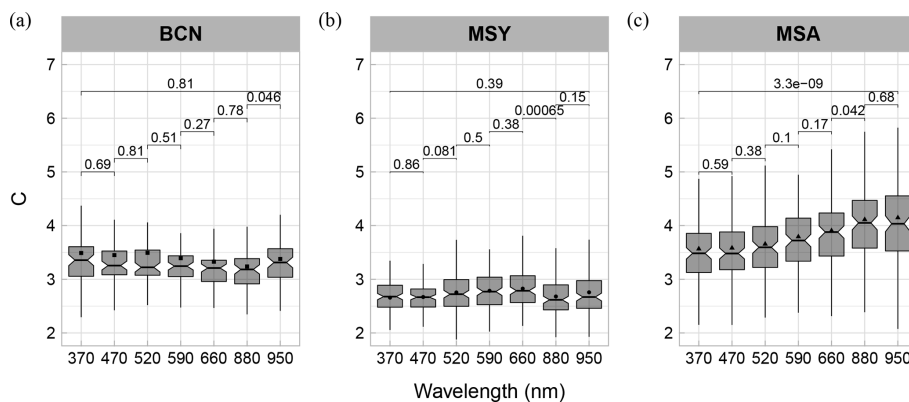 (a) (b) (c)
BCN MSY MSA
7 7 7
0.81 0.39 3.3e−09
6 6 6
0.046 0.15 0.68
0.78 0.00065 0.042
0.27 0.38 0.17
0.51 0.5 0.1
0.81 0.081 0.38
0.69 0.86 0.59
5 5 5
C
4 4 4
3 3 3
2 2 2
370 470 520 590 660 880 950 370 470 520 590 660 880 950 370 470 520 590 660 880 950
Wavelength (nm)